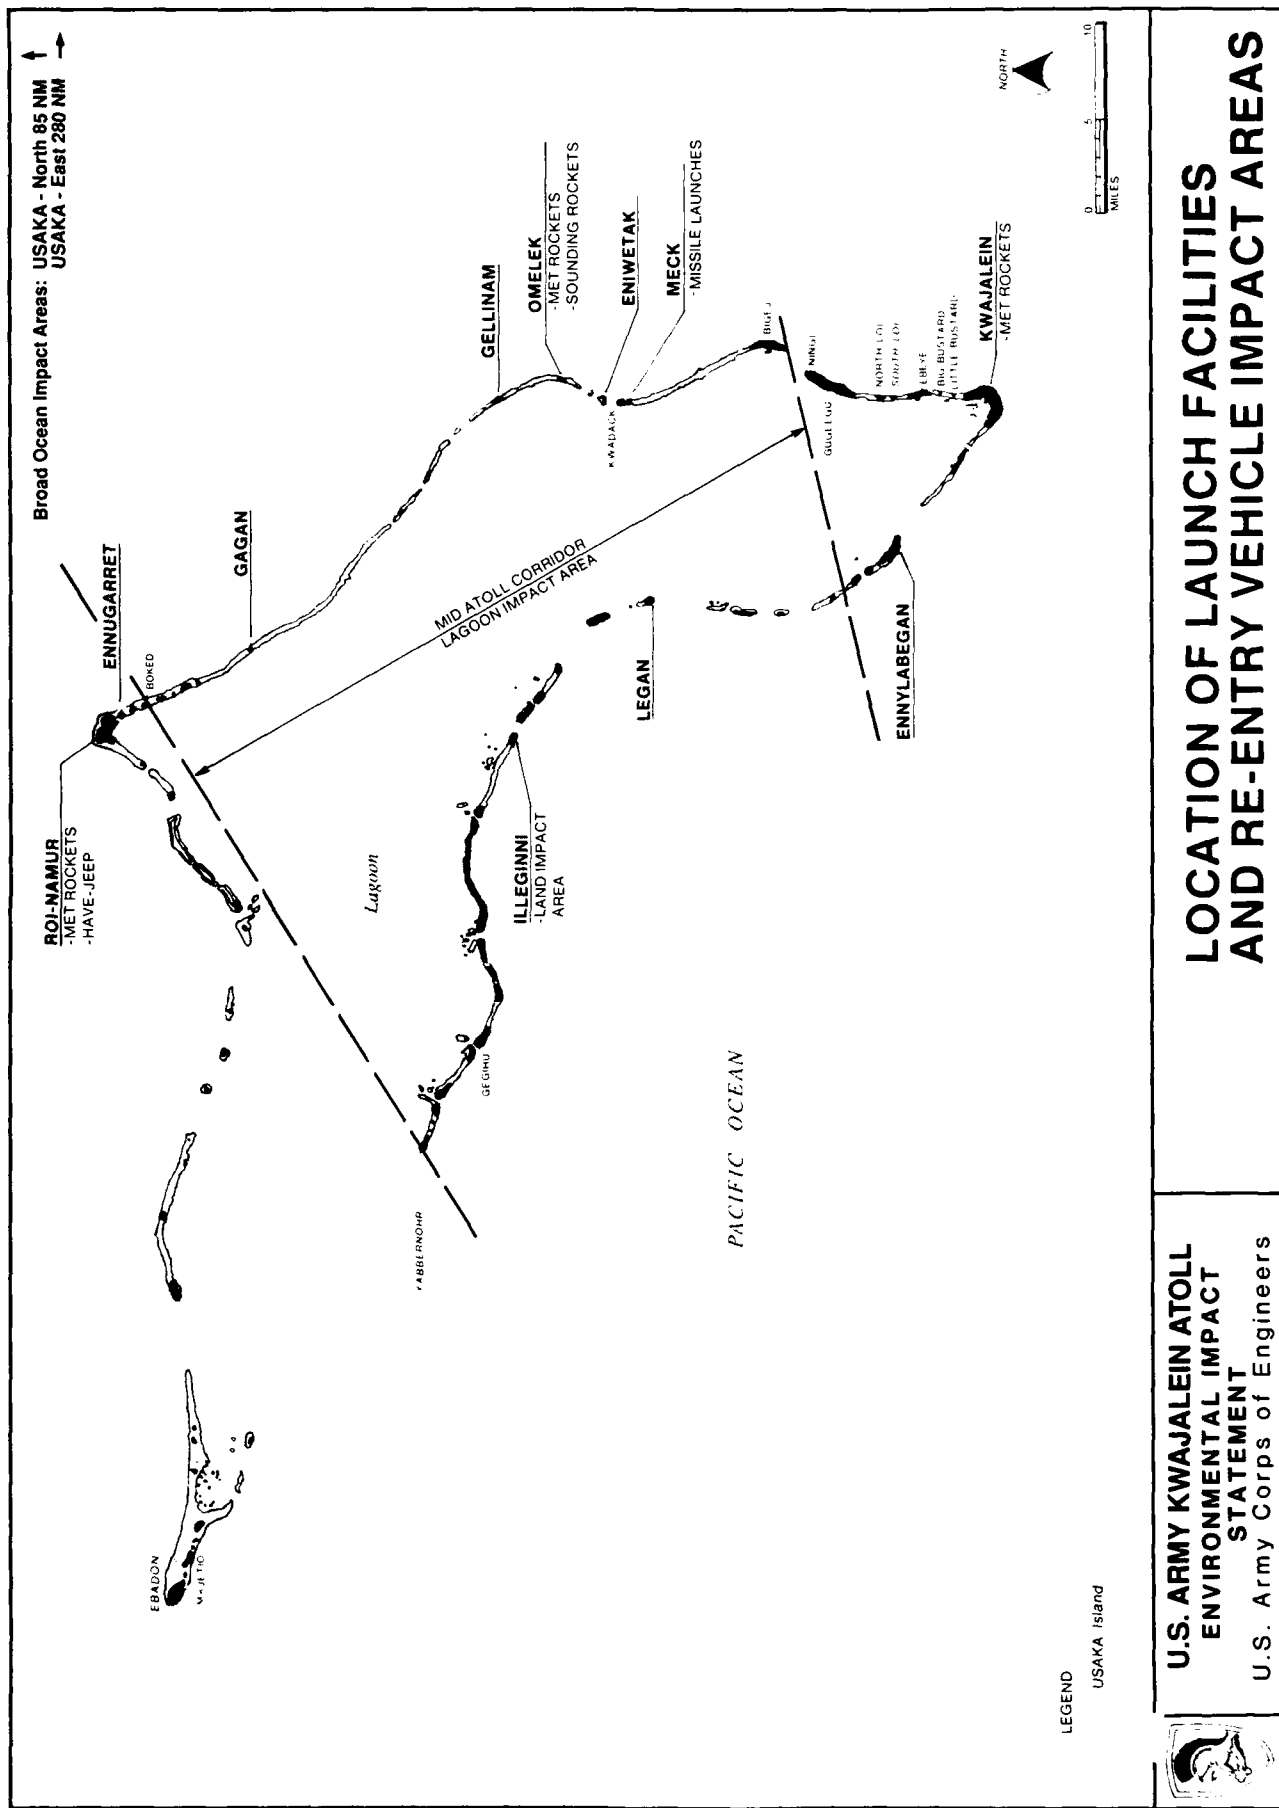 Broad Ocean Impact Areas: USAKA - North 85 NM
USAKA - East 280 NM
ROI-NAMUR
-MET ROCKETS
-HAVE-JEEP
ENNUGARRET
BOKED
GAGAN
GELLINAM
OMELEK
-MET ROCKETS
-SOUNDING ROCKETS
ENIWETAK
KWADACK
MECK
-MISSILE LAUNCHES
BIGEJ
NINGI
GUGEEGU
NORTH LOI
SOUTH LOI
EBEYE
BIG BUSTARD
LITTLE BUSTARD
KWAJALEIN
-MET ROCKETS
ENNYLABEGAN
LEGAN
ILLEGINNI
-LAND IMPACT
AREA
GEGIHU
EBADON
MID ATOLL CORRIDOR
LAGOON IMPACT AREA
Lagoon
PACIFIC OCEAN
NORTH
0 5 10
MILES
LEGEND
USAKA Island
U.S. ARMY KWAJALEIN ATOLL
ENVIRONMENTAL IMPACT
STATEMENT
U.S. Army Corps of Engineers
LOCATION OF LAUNCH FACILITIES
AND RE-ENTRY VEHICLE IMPACT AREAS